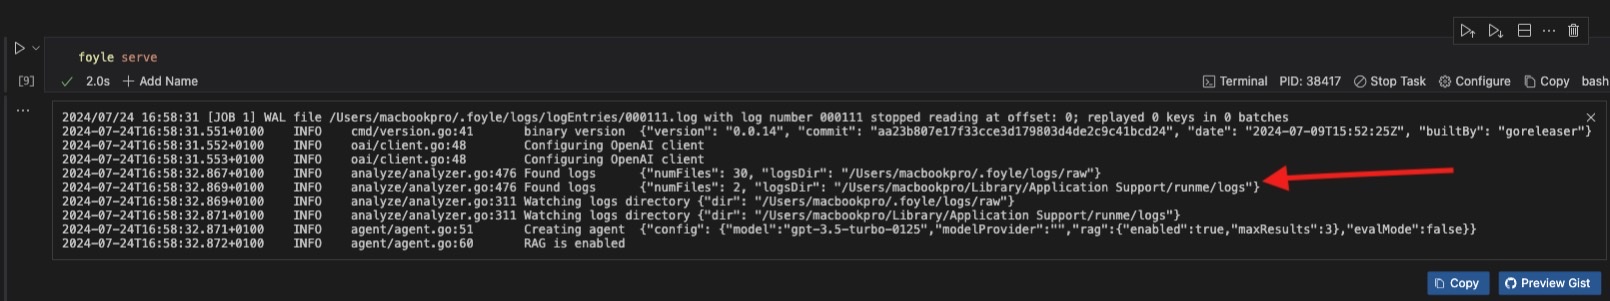 foyle serve
[9]
2.0s
Add Name
Terminal
PID: 38417
Stop Task
Configure
Copy
bash
...
2024/07/24 16:58:31 [JOB 1] WAL file /Users/macbookpro/.foyle/logs/logEntries/000111.log with log number 000111 stopped reading at offset: 0; replayed 0 keys in 0 batches
2024-07-24T16:58:31.551+0100 INFO cmd/version.go:41 binary version {"version": "0.0.14", "commit": "aa23b807e17f33cce3d179803d4de2c9c41bcd24", "date": "2024-07-09T15:52:25Z", "builtBy": "goreleaser"}
2024-07-24T16:58:31.552+0100 INFO oai/client.go:48 Configuring OpenAI client
2024-07-24T16:58:31.553+0100 INFO oai/client.go:48 Configuring OpenAI client
2024-07-24T16:58:32.867+0100 INFO analyze/analyzer.go:476 Found logs {"numFiles": 30, "logsDir": "/Users/macbookpro/.foyle/logs/raw"}
2024-07-24T16:58:32.869+0100 INFO analyze/analyzer.go:476 Found logs {"numFiles": 2, "logsDir": "/Users/macbookpro/Library/Application Support/runme/logs"}
2024-07-24T16:58:32.869+0100 INFO analyze/analyzer.go:311 Watching logs directory {"dir": "/Users/macbookpro/.foyle/logs/raw"}
2024-07-24T16:58:32.871+0100 INFO analyze/analyzer.go:311 Watching logs directory {"dir": "/Users/macbookpro/Library/Application Support/runme/logs"}
2024-07-24T16:58:32.871+0100 INFO agent/agent.go:51 Creating agent {"config": {"model":"gpt-3.5-turbo-0125","modelProvider":"","rag":{"enabled":true,"maxResults":3},"evalMode":false}}
2024-07-24T16:58:32.872+0100 INFO agent/agent.go:60 RAG is enabled
Copy
Preview Gist